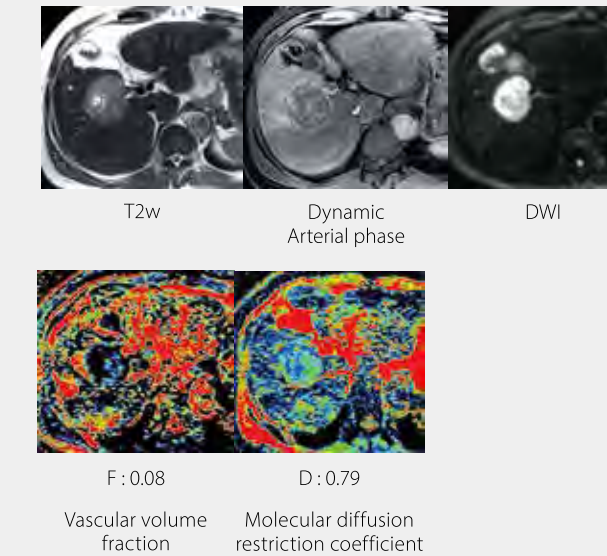 T2w
Dynamic
Arterial phase
DWI
F : 0.08
D : 0.79
Vascular volume
fraction
Molecular diffusion
restriction coefficient